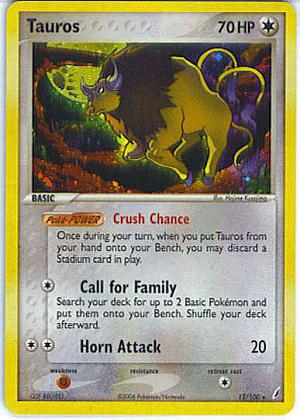 Tauros 70 HP
BASIC Illus. Hajime Kusajima
Poké-POWER Crush Chance
Once during your turn, when you put Tauros from
your hand onto your Bench, you may discard a
Stadium card in play.
Call for Family
Search your deck for up to 2 Basic Pokémon and
put them onto your Bench. Shuffle your deck
afterward.
Horn Attack 20
weakness resistance retreat cost
©2006 Pokémon/Nintendo 12/100